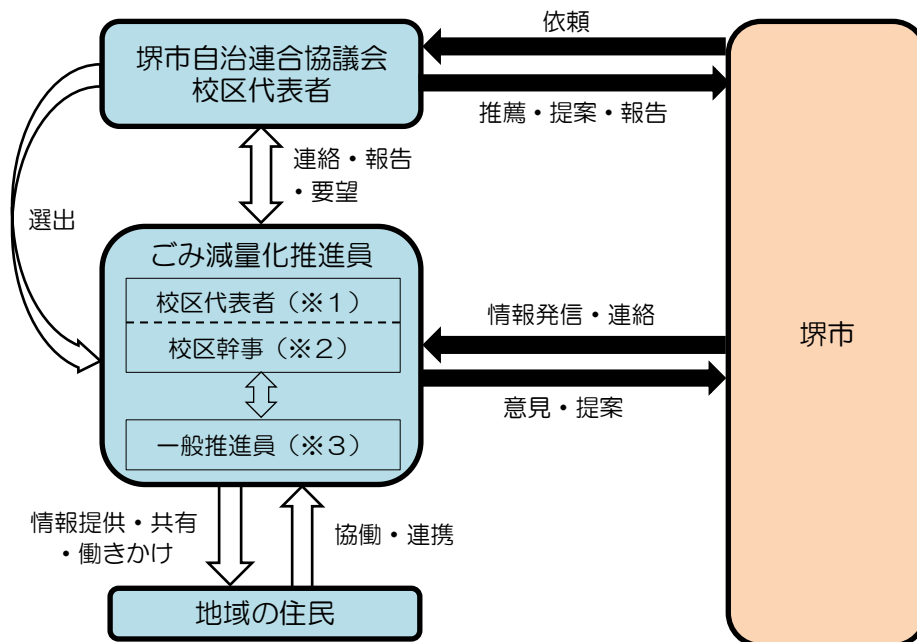 依頼
堺市自治連合協議会
校区代表者
推薦・提案・報告
連絡・報告
・要望
選出
ごみ減量化推進員
校区代表者（※１）
校区幹事（※２）
情報発信・連絡
堺市
意見・提案
一般推進員（※３）
情報提供・共有
・働きかけ
協働・連携
地域の住民